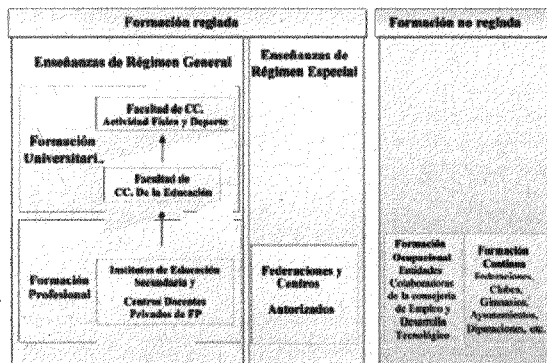 Formación reglada
Formación no reglada
Enseñanzas de Régimen General
Enseñanzas de
Régimen Especial
Formación
Universitari..
Facultad de CC.
Actividad Física y Deporte
Facultad de
CC. De la Educación
Formación
Profesional
Institutos de Educación
Secundaria y
Centros Docentes
Privados de FP
Federaciones y
Centros
Autorizados
Formación
Ocupacional
Entidades
Colaboradoras
de la consejería
de Empleo y
Desarrollo
Tecnológico
Formación
Continua
Federaciones,
Clubes,
Gimnasios,
Ayuntamientos,
Diputaciones, etc.